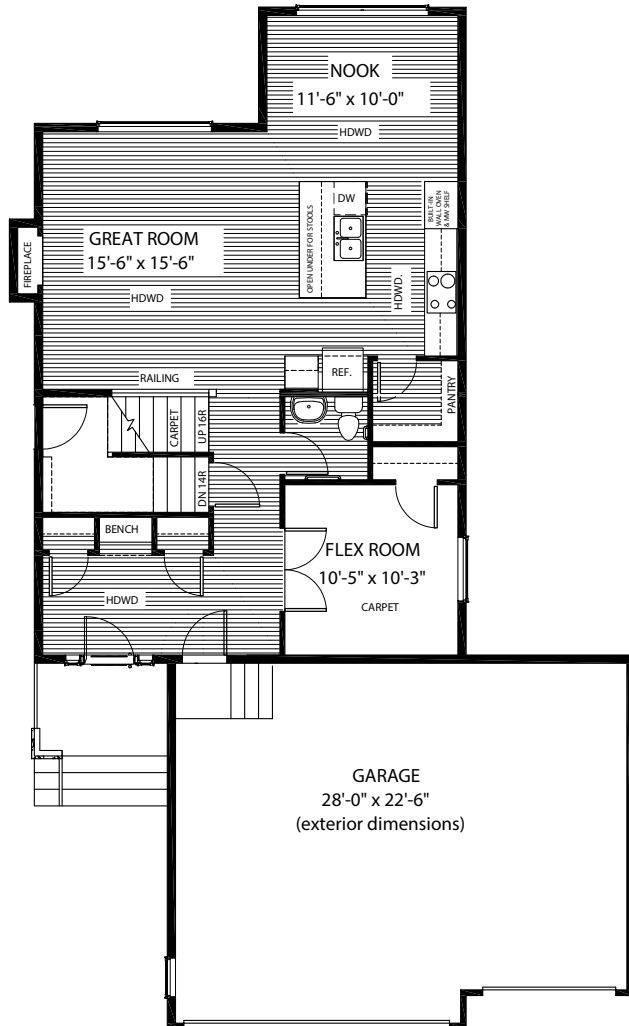 NOOK
11'-6" x 10'-0"
HDWD
DW
OPEN UNDER FOR STOOLS
BUILT-IN
WALL OVEN
& MW SHELF
GREAT ROOM
15'-6" x 15'-6"
FIREPLACE
HDWD.
HDWD
RAILING
REF.
PANTRY
CARPET
UP 16R
DN 14R
BENCH
FLEX ROOM
10'-5" x 10'-3"
CARPET
HDWD
GARAGE
28'-0" x 22'-6"
(exterior dimensions)